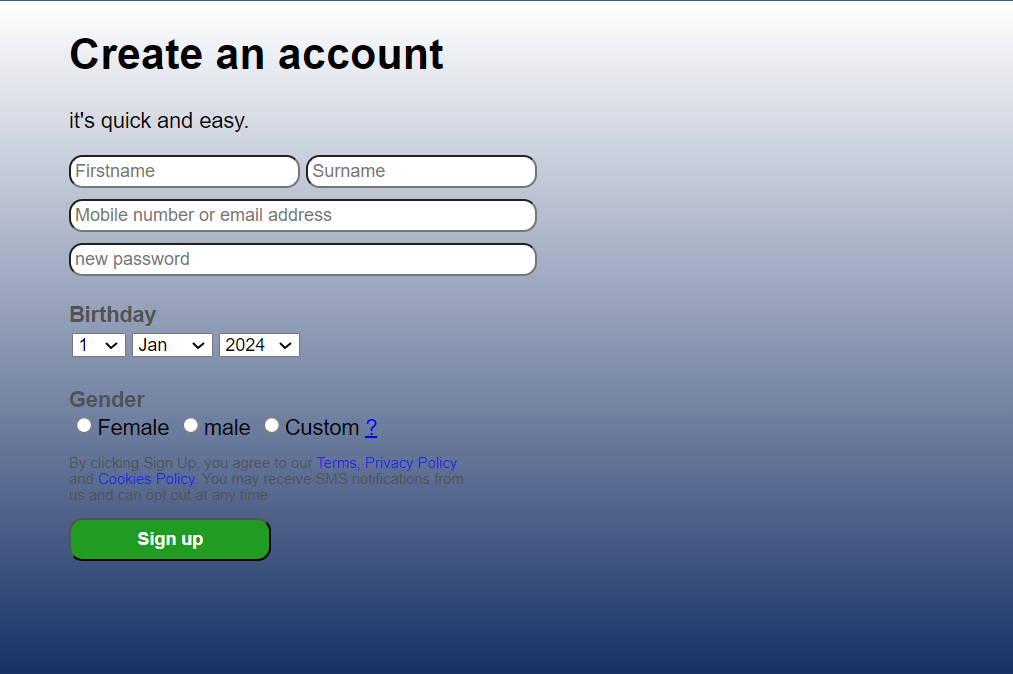 Create an account
it's quick and easy.
Firstname Surname
Mobile number or email address
new password
Birthday
1 Jan 2024
Gender
Female male Custom ?
By clicking Sign Up, you agree to our Terms, Privacy Policy
and Cookies Policy. You may receive SMS notifications from
us and can opt out at any time
Sign up